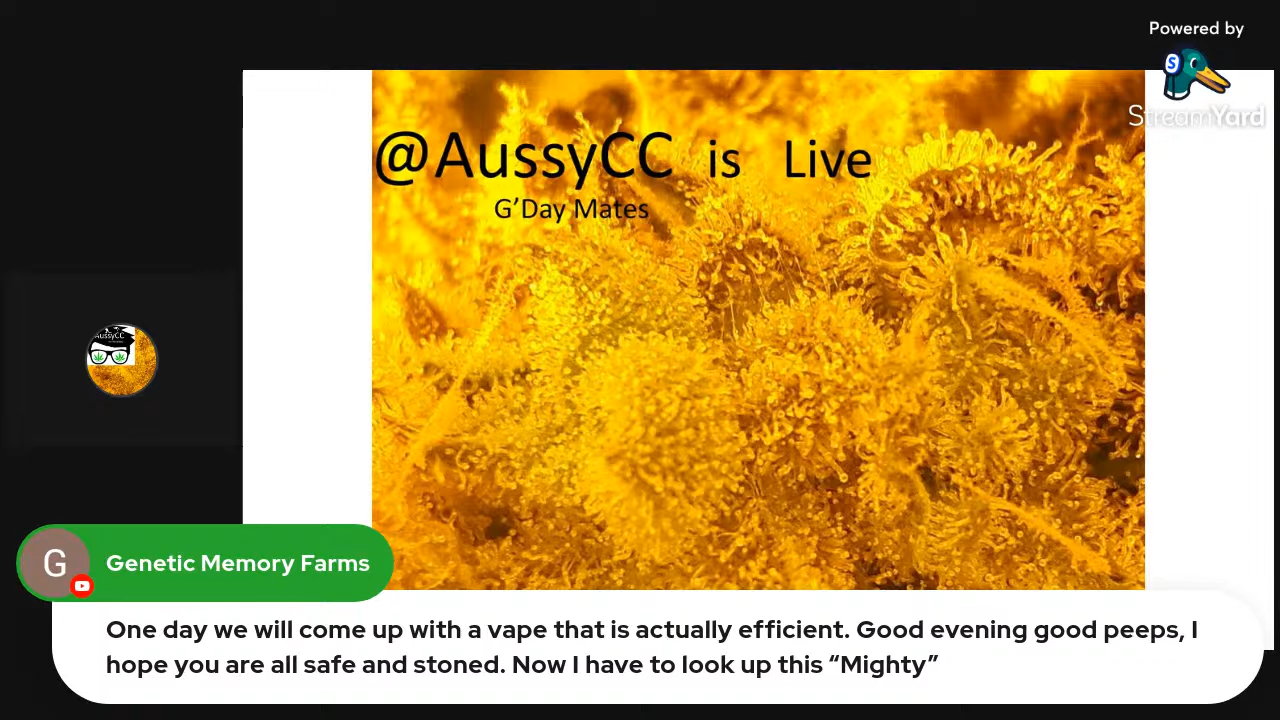 Powered by
StreamYard
@AussyCC is Live
G’Day Mates
AussyCC
Genetic Memory Farms
G
One day we will come up with a vape that is actually efficient. Good evening good peeps, I
hope you are all safe and stoned. Now I have to look up this “Mighty”